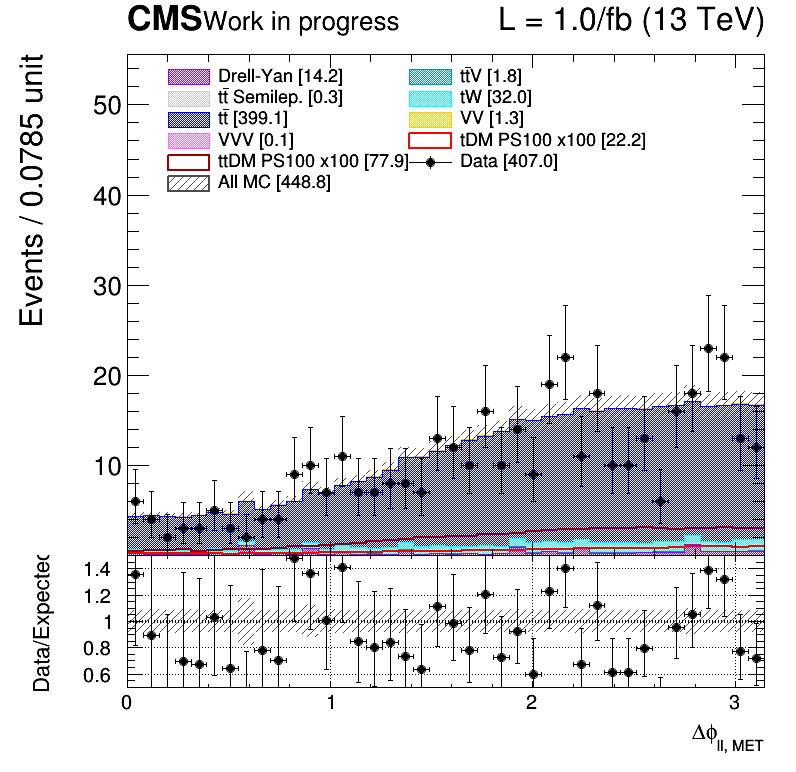 CMS Work in progress L = 1.0/fb (13 TeV)
Drell-Yan [14.2] tt̄V [1.8]
tt̄ Semilep. [0.3] tW [32.0]
tt̄ [399.1] VV [1.3]
VVV [0.1] tDM PS100 x100 [22.2]
ttDM PS100 x100 [77.9] Data [407.0]
All MC [448.8]
Events / 0.0785 unit
50
40
30
20
10
Data/Expected
1.4
1.2
1
0.8
0.6
0 1 2 3
Δϕll, MET